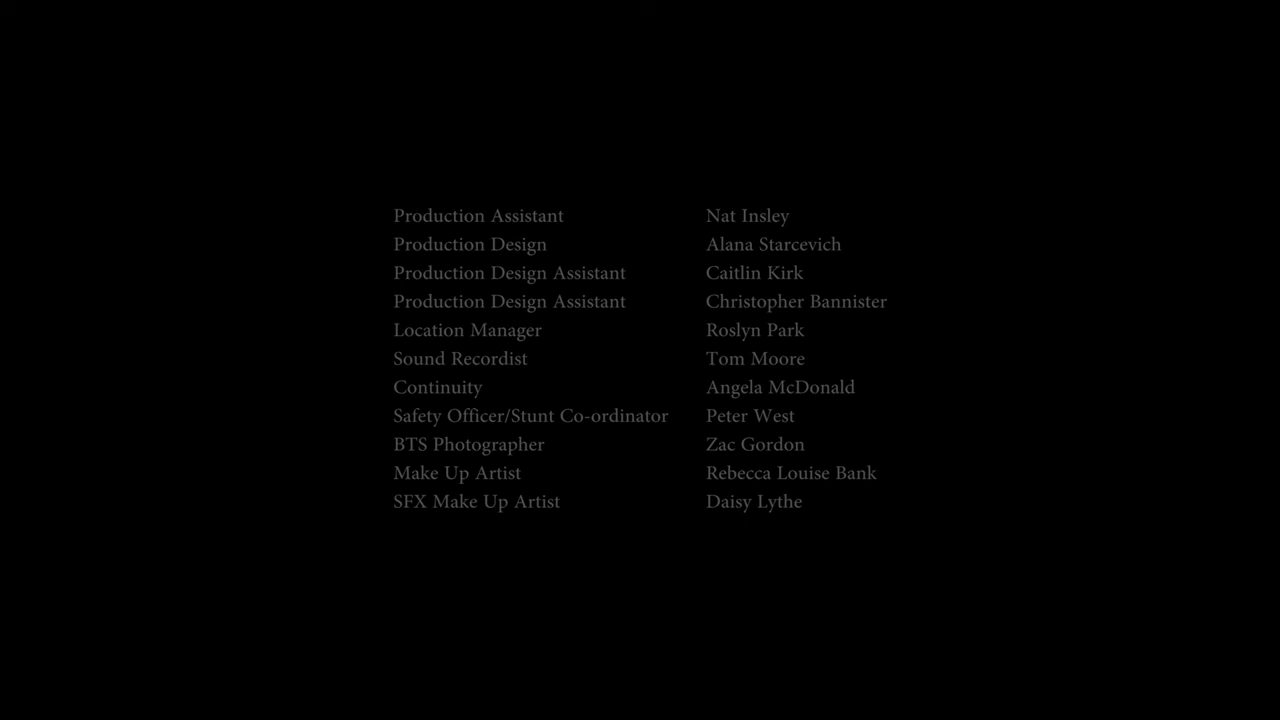 Production Assistant Nat Insley
Production Design Alana Starcevich
Production Design Assistant Caitlin Kirk
Production Design Assistant Christopher Bannister
Location Manager Roslyn Park
Sound Recordist Tom Moore
Continuity Angela McDonald
Safety Officer/Stunt Co-ordinator Peter West
BTS Photographer Zac Gordon
Make Up Artist Rebecca Louise Bank
SFX Make Up Artist Daisy Lythe